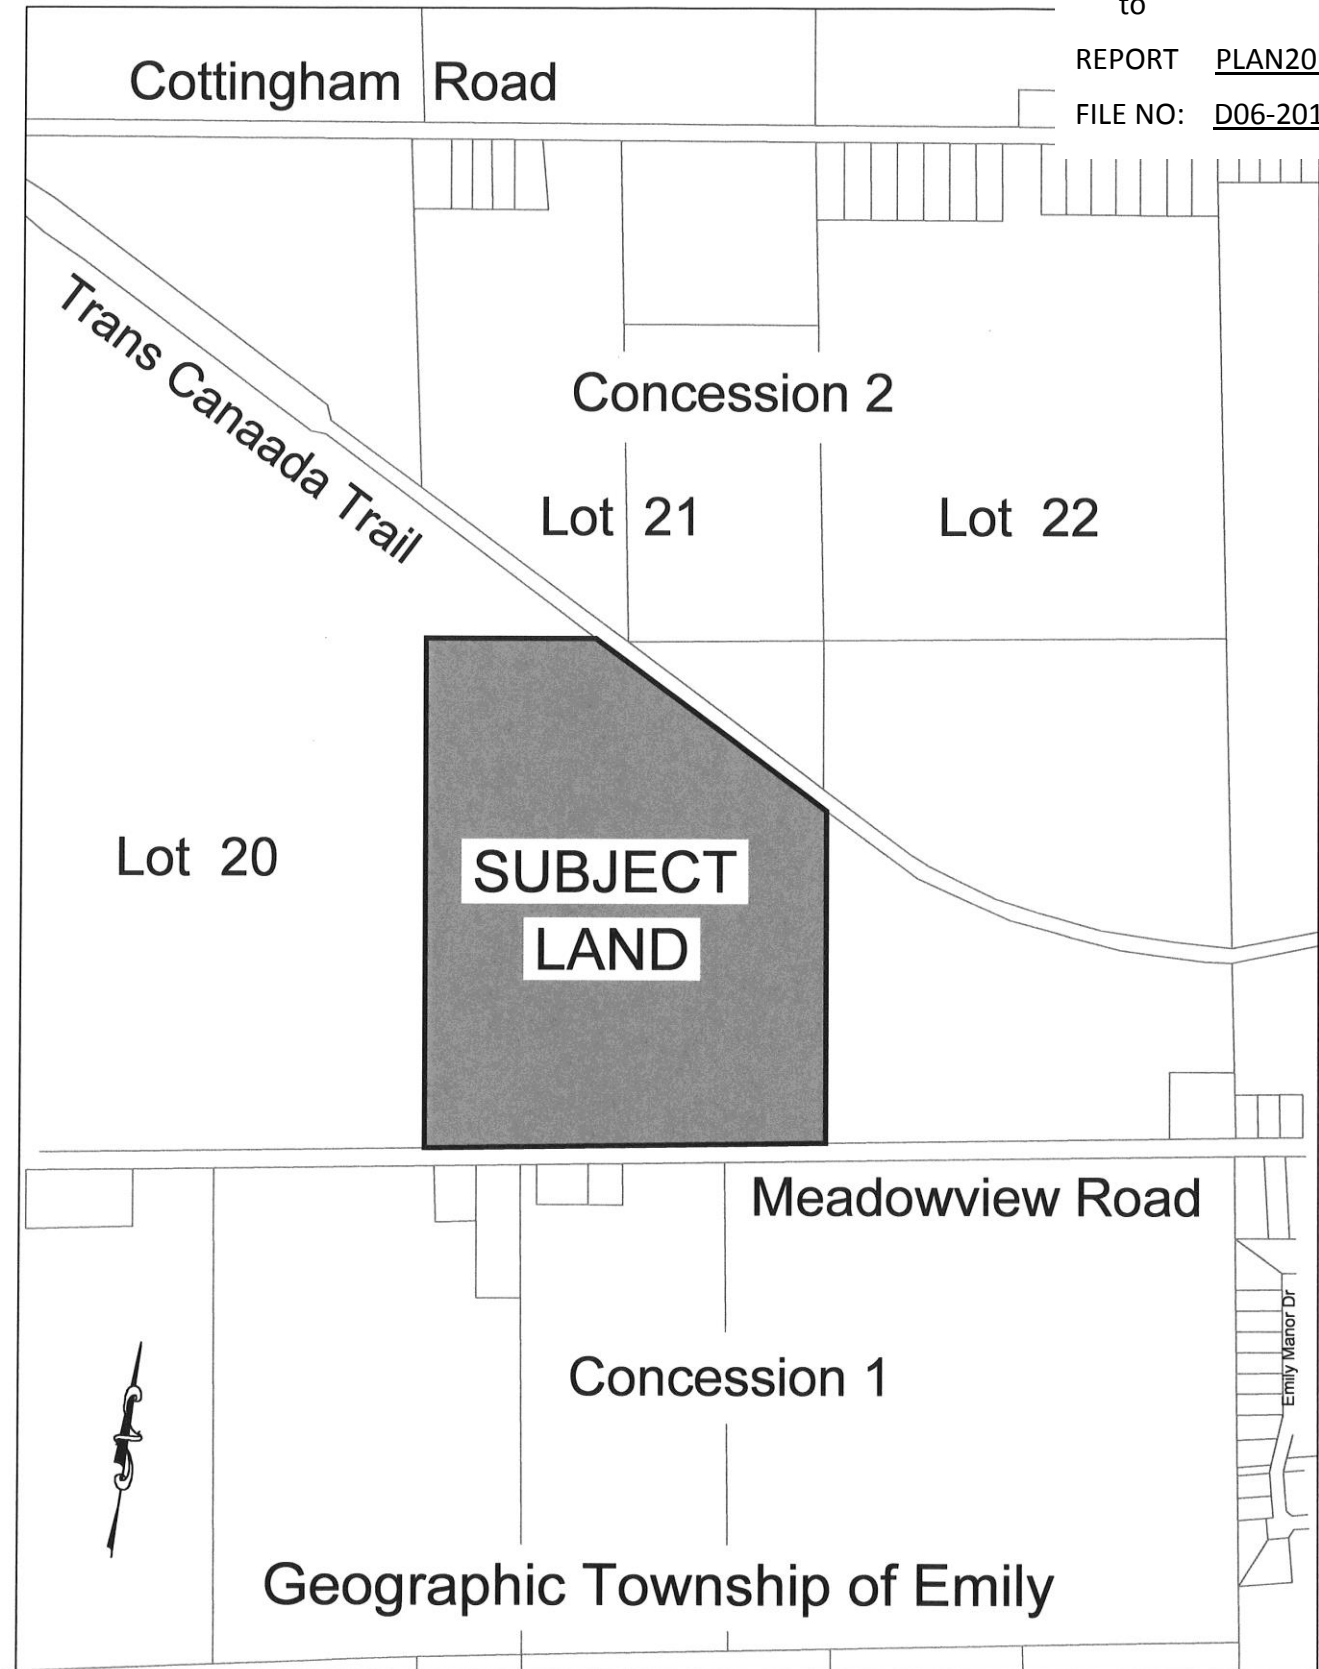 to
REPORT PLAN20
FILE NO: D06-201
Cottingham Road
Trans Canaada Trail
Concession 2
Lot 21
Lot 22
Lot 20
SUBJECT
LAND
Meadowview Road
Emily Manor Dr
Concession 1
Geographic Township of Emily